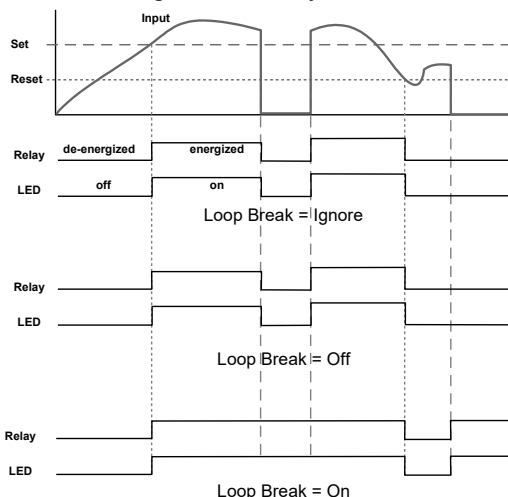 Input
Set
Reset
Relay de-energized energized
LED off on
Loop Break = Ignore
Relay
LED
Loop Break = Off
Relay
LED
Loop Break = On